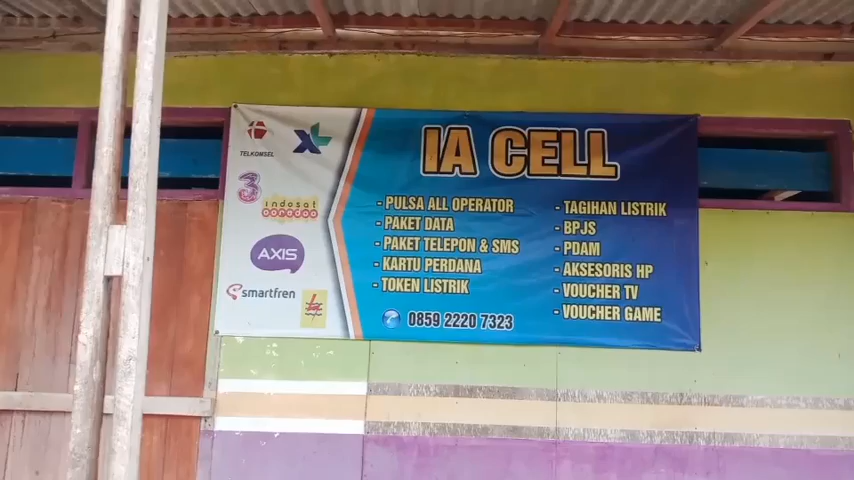 IA CELL
TELKOMSEL
XL
3
indosat
ooredoo
AXIS
smartfren
- PULSA ALL OPERATOR
- PAKET DATA
- PAKET TELEPON & SMS
- KARTU PERDANA
- TOKEN LISTRIK
- TAGIHAN LISTRIK
- BPJS
- PDAM
- AKSESORIS HP
- VOUCHER TV
- VOUCHER GAME
0859 2220 7323